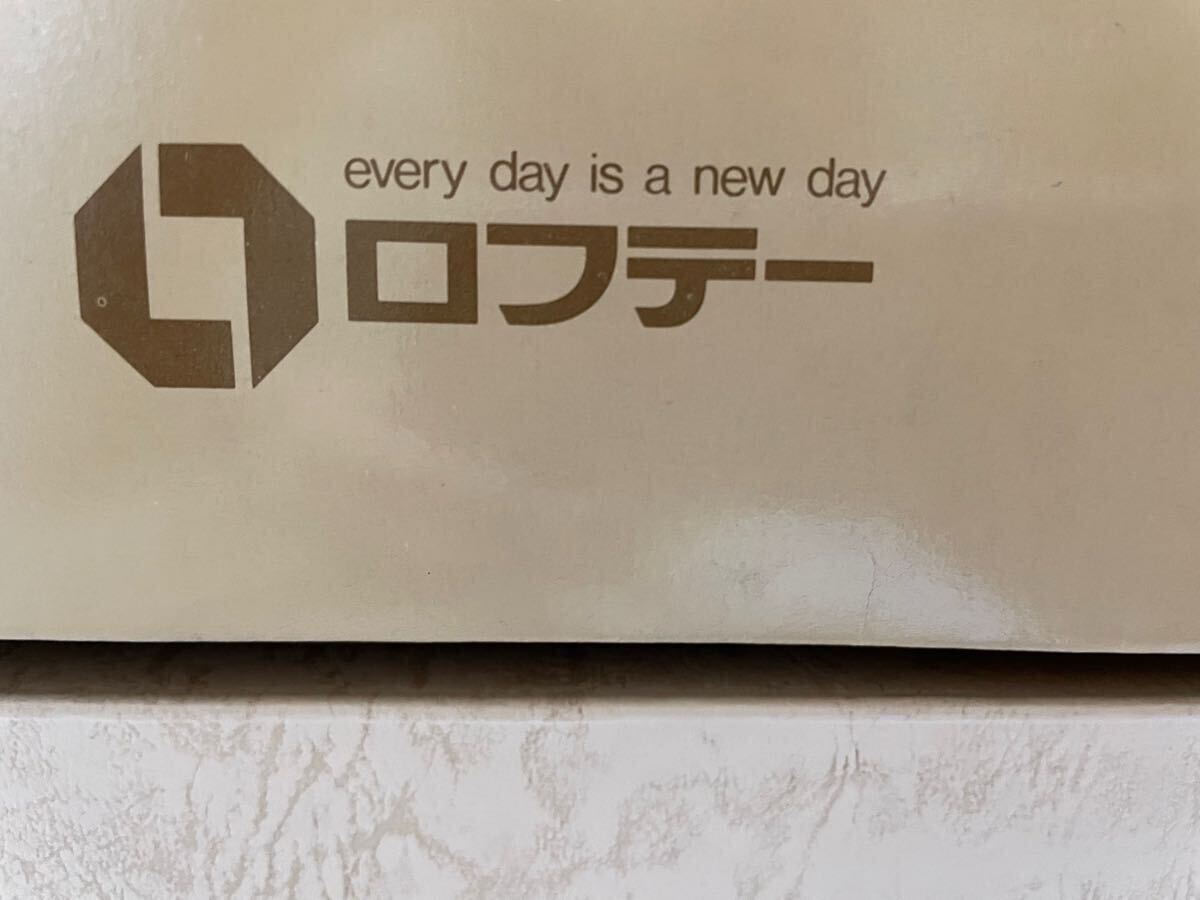 every day is a new day
ロフテー